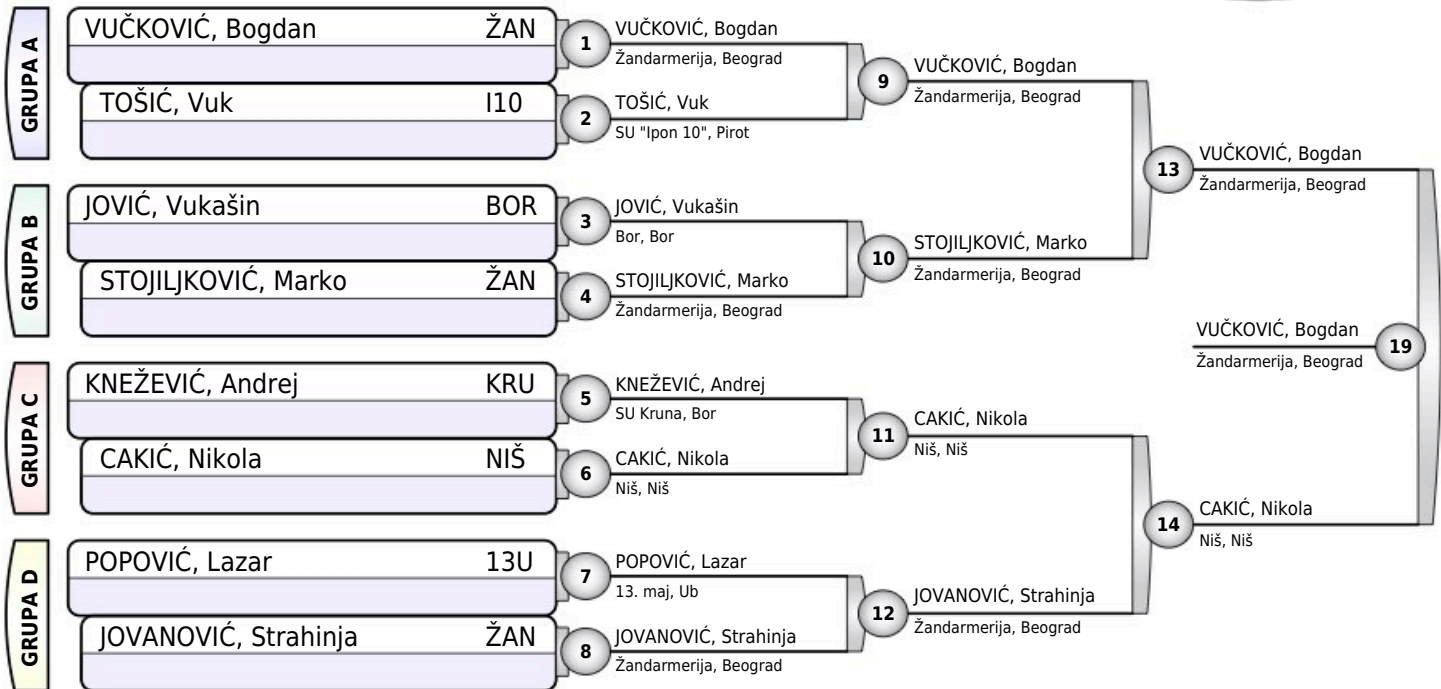 GRUPA A
VUČKOVIĆ, Bogdan ŽAN
TOŠIĆ, Vuk I10
GRUPA B
JOVIĆ, Vukašin BOR
STOJILJKOVIĆ, Marko ŽAN
GRUPA C
KNEŽEVIĆ, Andrej KRU
CAKIĆ, Nikola NIŠ
GRUPA D
POPOVIĆ, Lazar 13U
JOVANOVIĆ, Strahinja ŽAN
1
VUČKOVIĆ, Bogdan
Žandarmerija, Beograd
2
TOŠIĆ, Vuk
SU "Ipon 10", Pirot
3
JOVIĆ, Vukašin
Bor, Bor
4
STOJILJKOVIĆ, Marko
Žandarmerija, Beograd
5
KNEŽEVIĆ, Andrej
SU Kruna, Bor
6
CAKIĆ, Nikola
Niš, Niš
7
POPOVIĆ, Lazar
13. maj, Ub
8
JOVANOVIĆ, Strahinja
Žandarmerija, Beograd
9
VUČKOVIĆ, Bogdan
Žandarmerija, Beograd
10
STOJILJKOVIĆ, Marko
Žandarmerija, Beograd
11
CAKIĆ, Nikola
Niš, Niš
12
JOVANOVIĆ, Strahinja
Žandarmerija, Beograd
13
VUČKOVIĆ, Bogdan
Žandarmerija, Beograd
14
CAKIĆ, Nikola
Niš, Niš
VUČKOVIĆ, Bogdan
Žandarmerija, Beograd
19